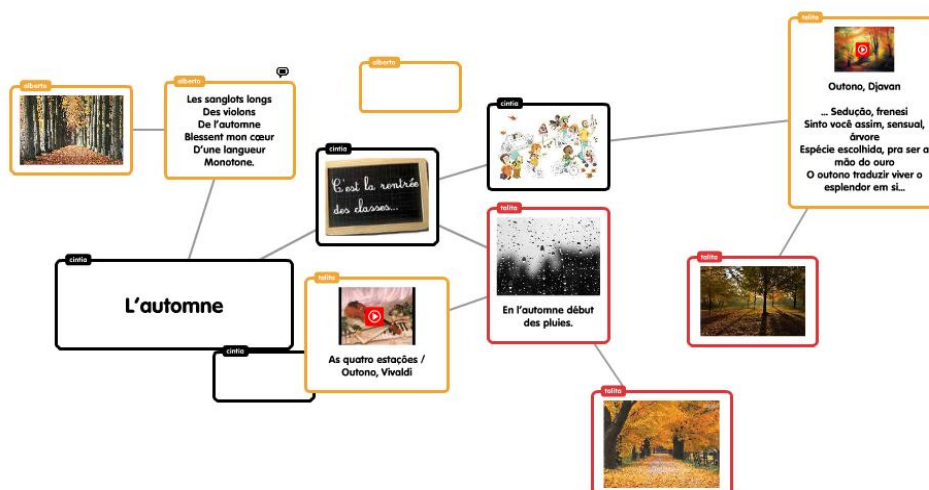 talita
Outono, Djavan
... Sedução, frenesi
Sinto você assim, sensual,
árvore
Espécie escolhida, pra ser a
mão do ouro
O outono traduzir viver o
esplendor em si...
alberto
alberto
alberto
Les sanglots longs
Des violons
De l'automne
Blessent mon cœur
D'une langueur
Monotone.
cintia
cintia
C'est la rentrée
des classes...
talita
En l'automne début
des pluies.
cintia
L'automne
talita
talita
As quatro estações /
Outono, Vivaldi
cintia
talita